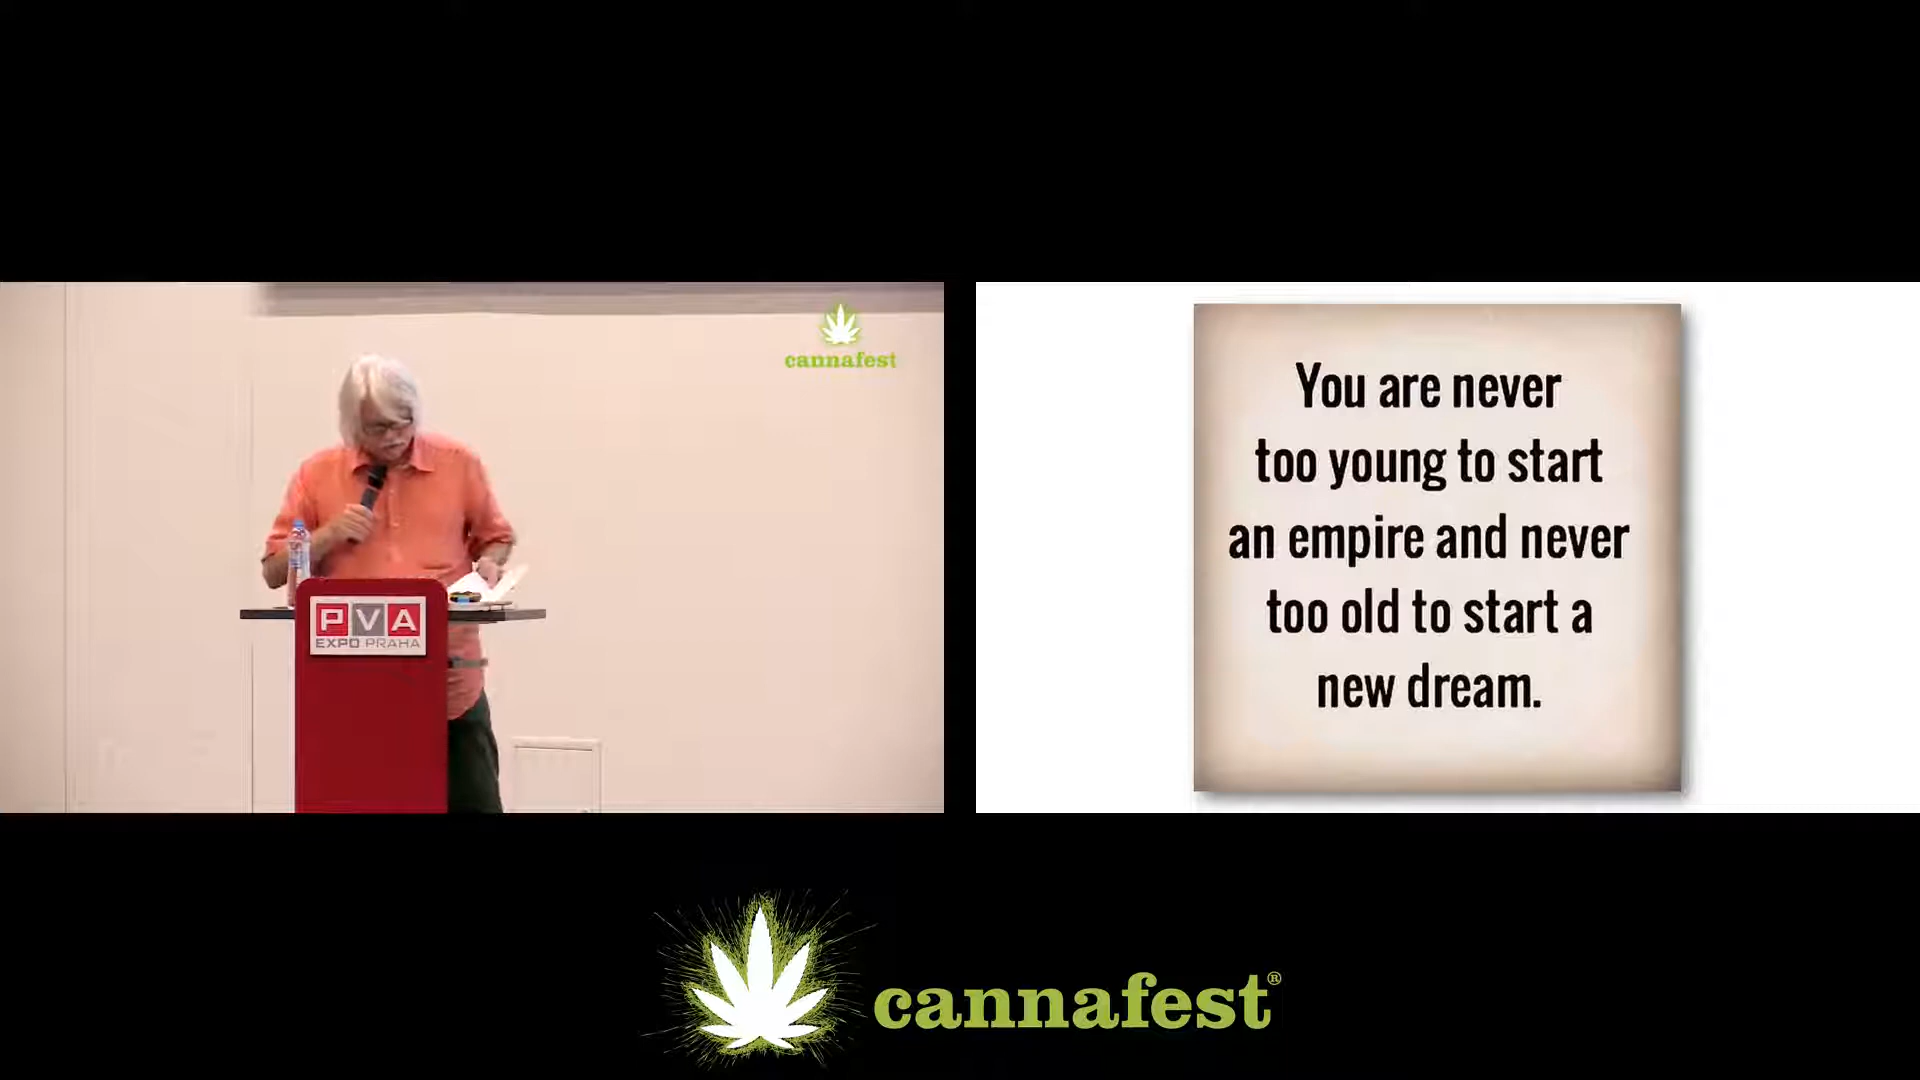 cannafest
PVA
EXPO PRAHA
You are never
too young to start
an empire and never
too old to start a
new dream.
cannafest®